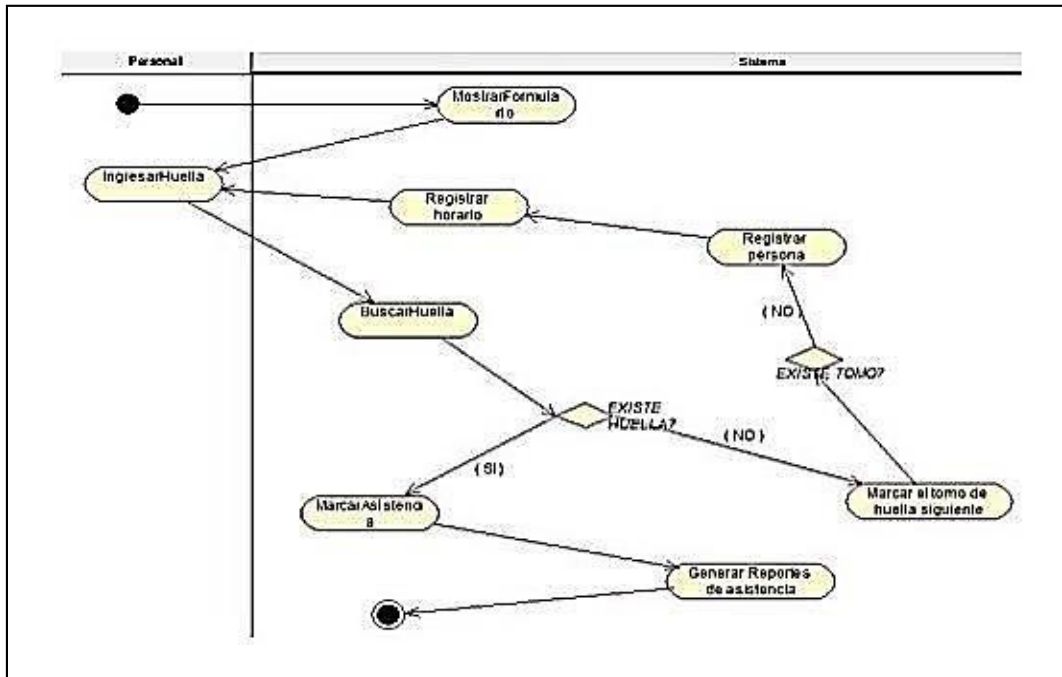 Personal
Sistema
MostrarFormula
rio
IngresarHuella
Registrar
horario
Registrar
persona
BuscarHuella
( NO )
EXISTE TOMO?
EXISTE
HUELLA?
( NO )
( SI )
MarcarAsistenci
a
Marcar el tomo de
huella siguiente
Generar Reportes
de asistencia